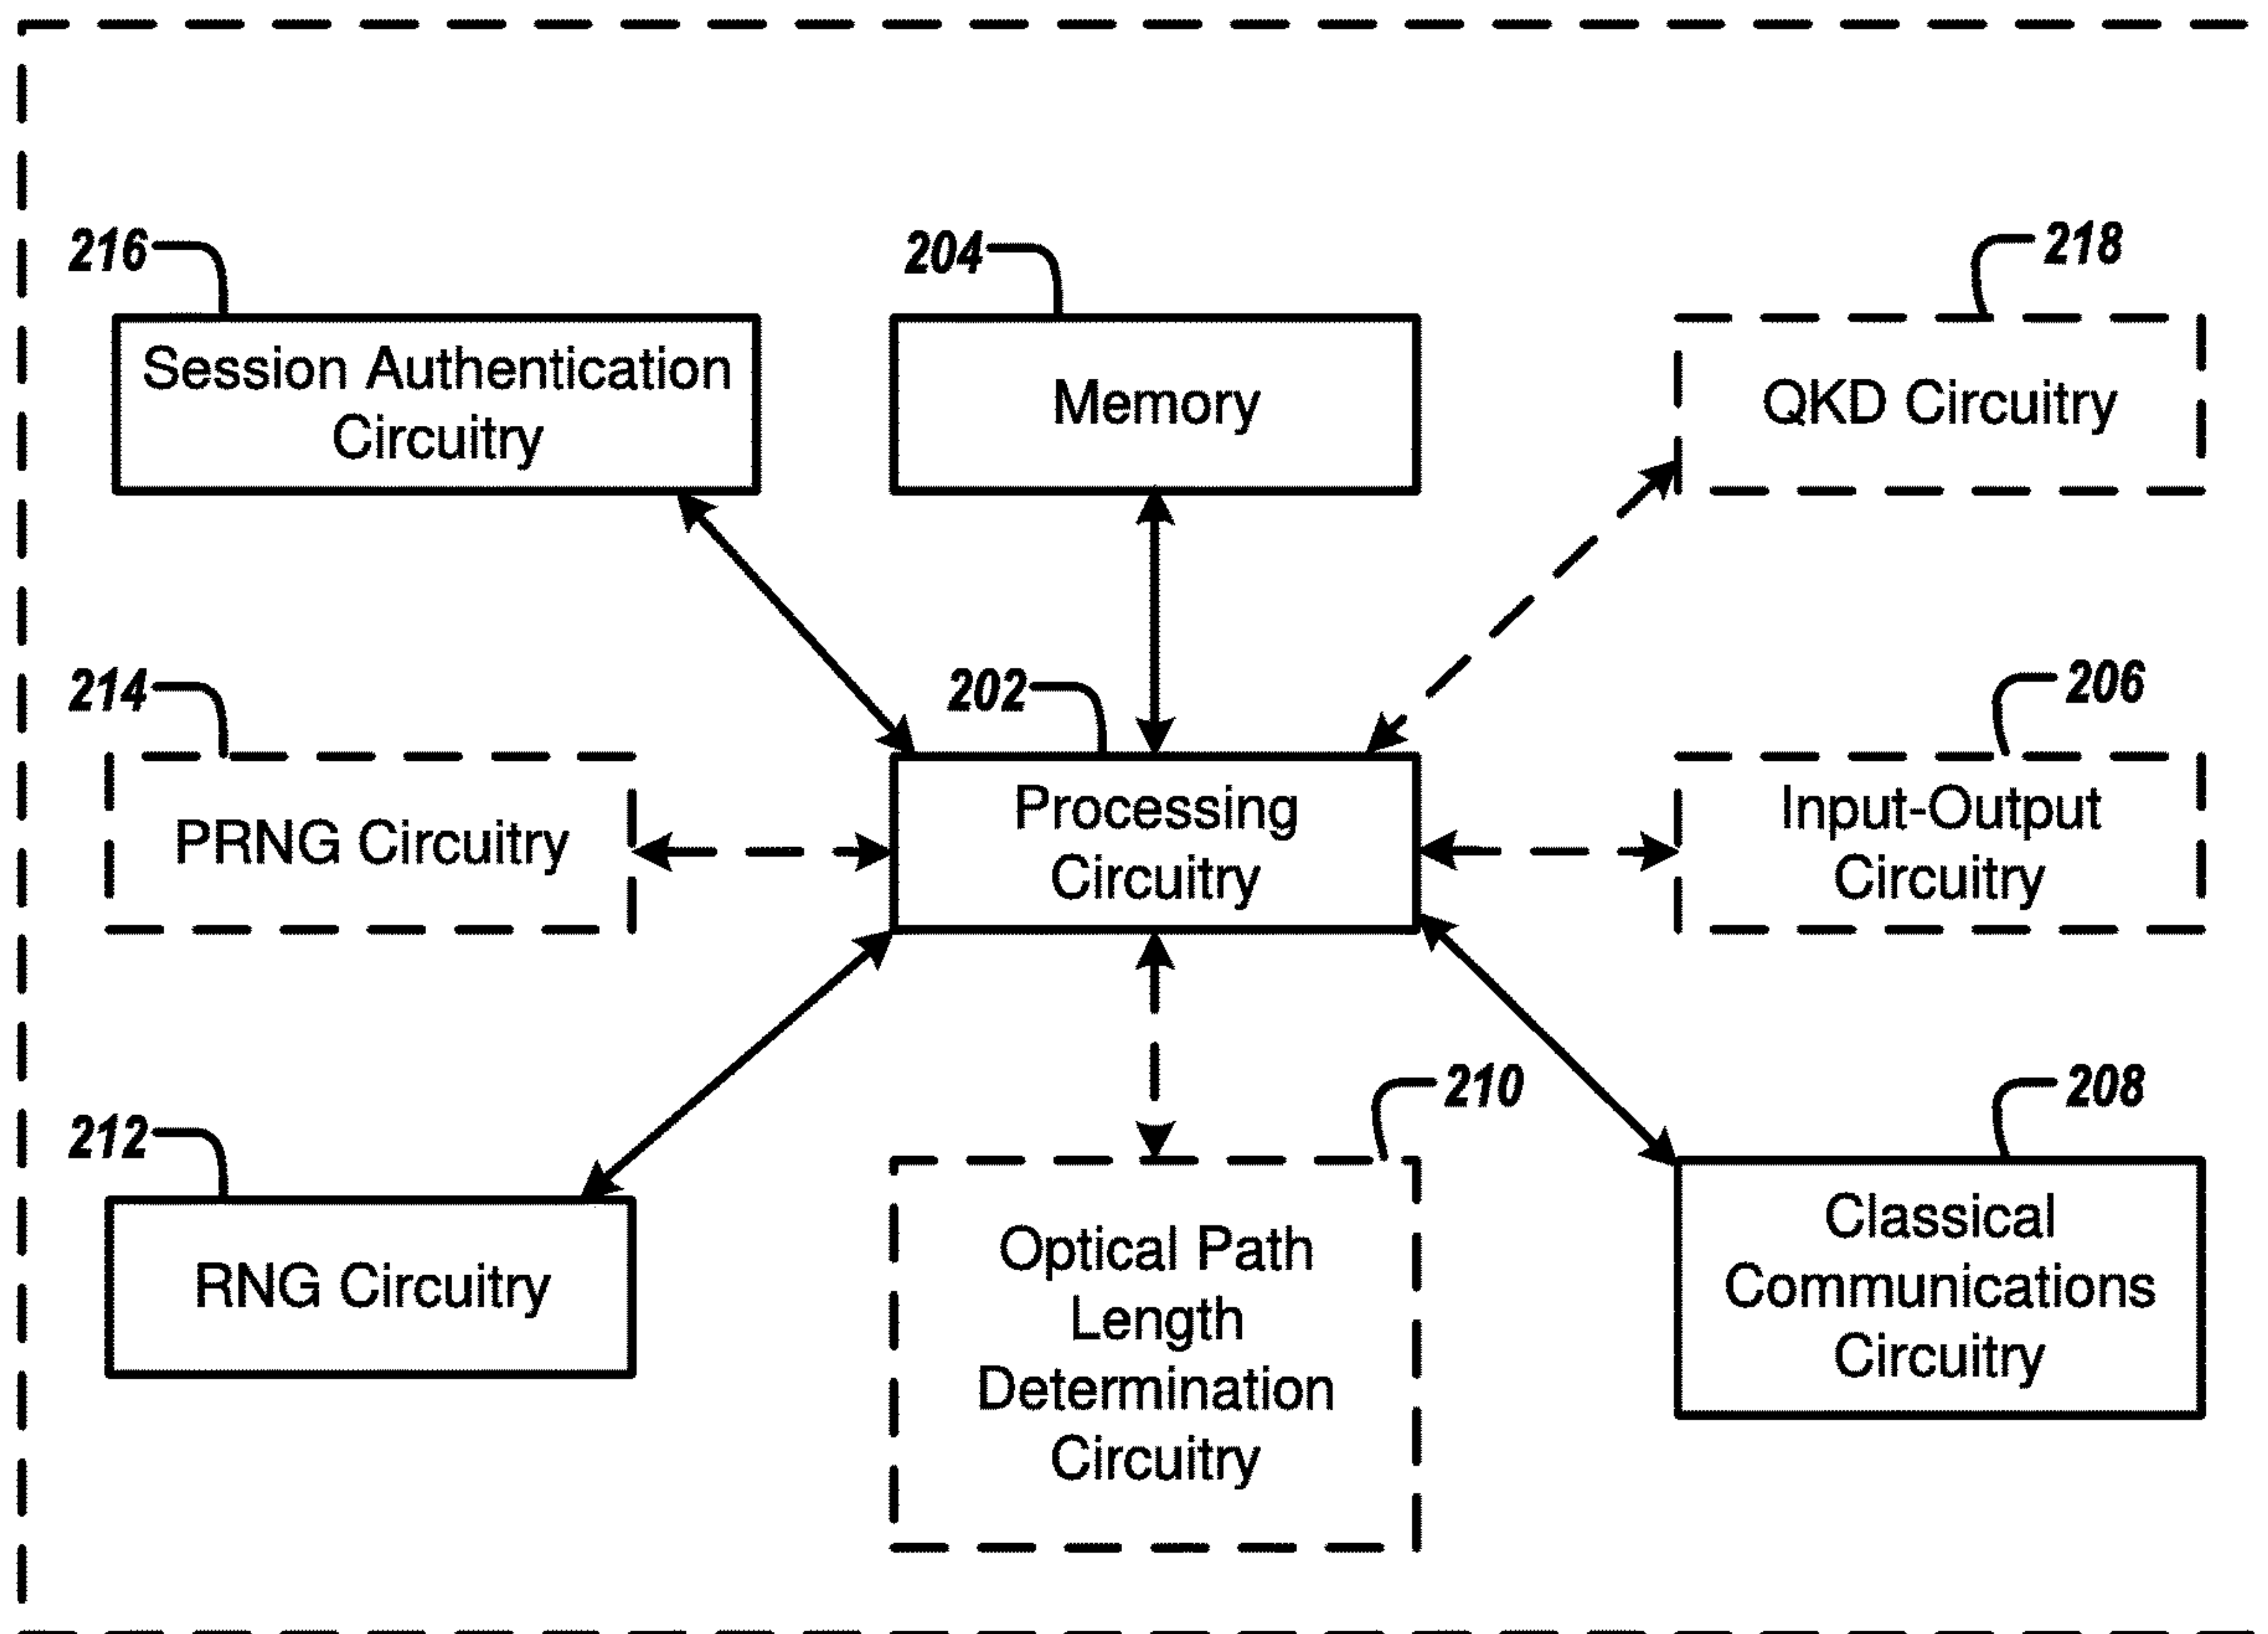 216
Session Authentication
Circuitry
204
Memory
218
QKD Circuitry
214
PRNG Circuitry
202
Processing
Circuitry
206
Input-Output
Circuitry
212
RNG Circuitry
210
Optical Path
Length
Determination
Circuitry
208
Classical
Communications
Circuitry